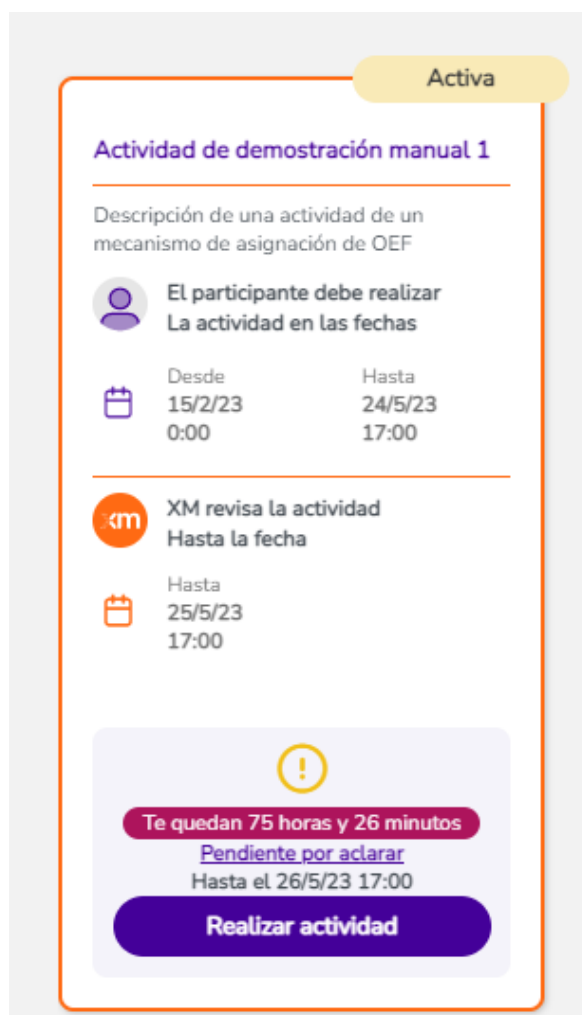 Activa
Actividad de demostración manual 1
Descripción de una actividad de un
mecanismo de asignación de OEF
El participante debe realizar
La actividad en las fechas
Desde
Hasta
15/2/23
24/5/23
0:00
17:00
xm
XM revisa la actividad
Hasta la fecha
Hasta
25/5/23
17:00
Te quedan 75 horas y 26 minutos
Pendiente por aclarar
Hasta el 26/5/23 17:00
Realizar actividad